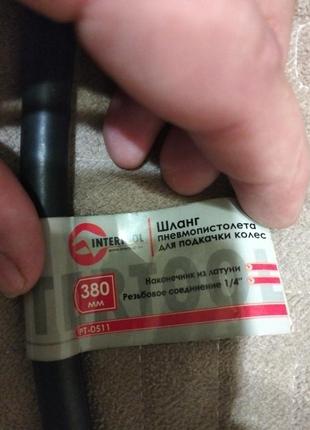 INTERTOOL
Шланг
пневмопистолета
для подкачки колес
380
мм
Наконечник из латуни
Резьбовое соединение 1/4"
PT-0511